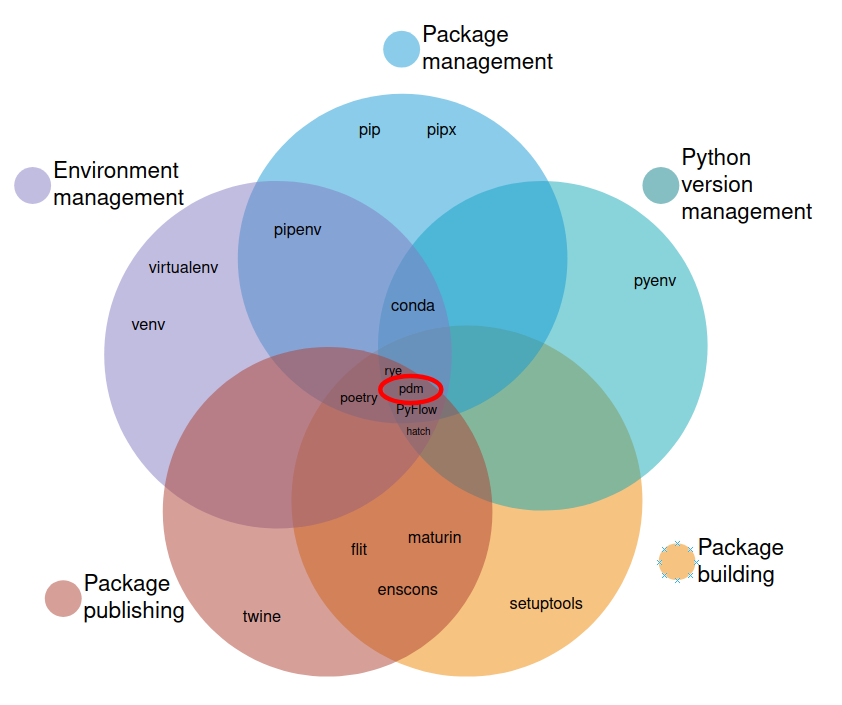 Package
management
pip
pipx
Environment
management
Python
version
management
pipenv
virtualenv
pyenv
conda
venv
rye
pdm
poetry
PyFlow
hatch
maturin
flit
Package
building
Package
publishing
enscons
setuptools
twine